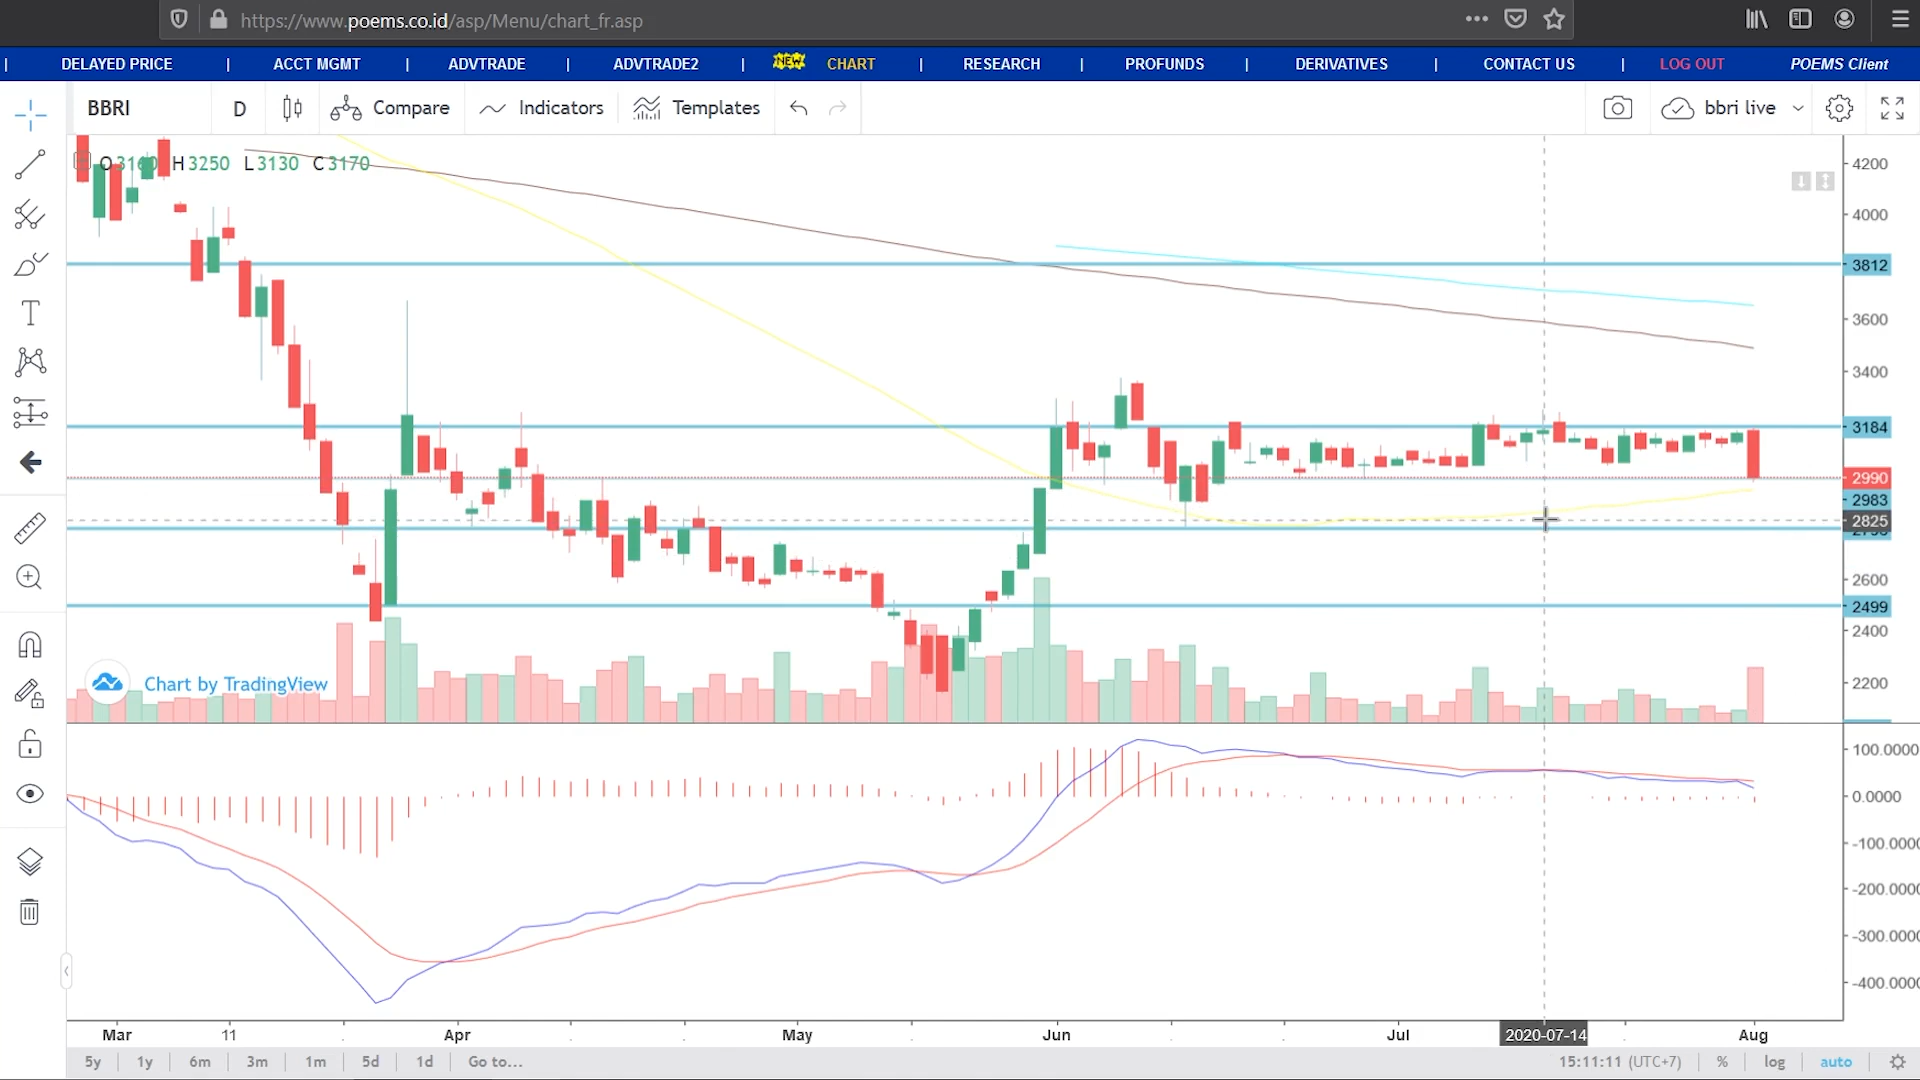 https://www.poems.co.id/asp/Menu/chart_fr.asp
| DELAYED PRICE | ACCT MGMT | ADVTRADE | ADVTRADE2 | NEW CHART | RESEARCH | PROFUNDS | DERIVATIVES | CONTACT US | LOG OUT POEMS Client
BBRI D Compare Indicators Templates bbri live
O3160 H3250 L3130 C3170
4200
4000
3812
3600
3400
3184
2990
2983
2825
2600
2499
2400
2200
Chart by TradingView
100.0000
0.0000
-100.0000
-200.0000
-300.0000
-400.0000
Mar 11 Apr May Jun Jul 2020-07-14 Aug
5y 1y 6m 3m 1m 5d 1d Go to... 15:11:11 (UTC+7) % log auto